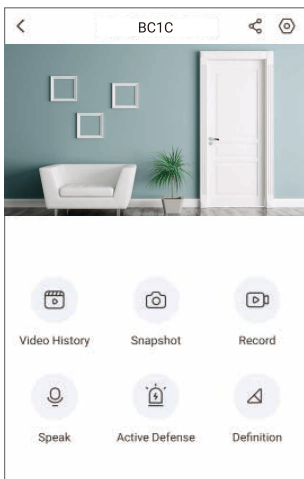 BC1C
Video History
Snapshot
Record
Speak
Active Defense
Definition